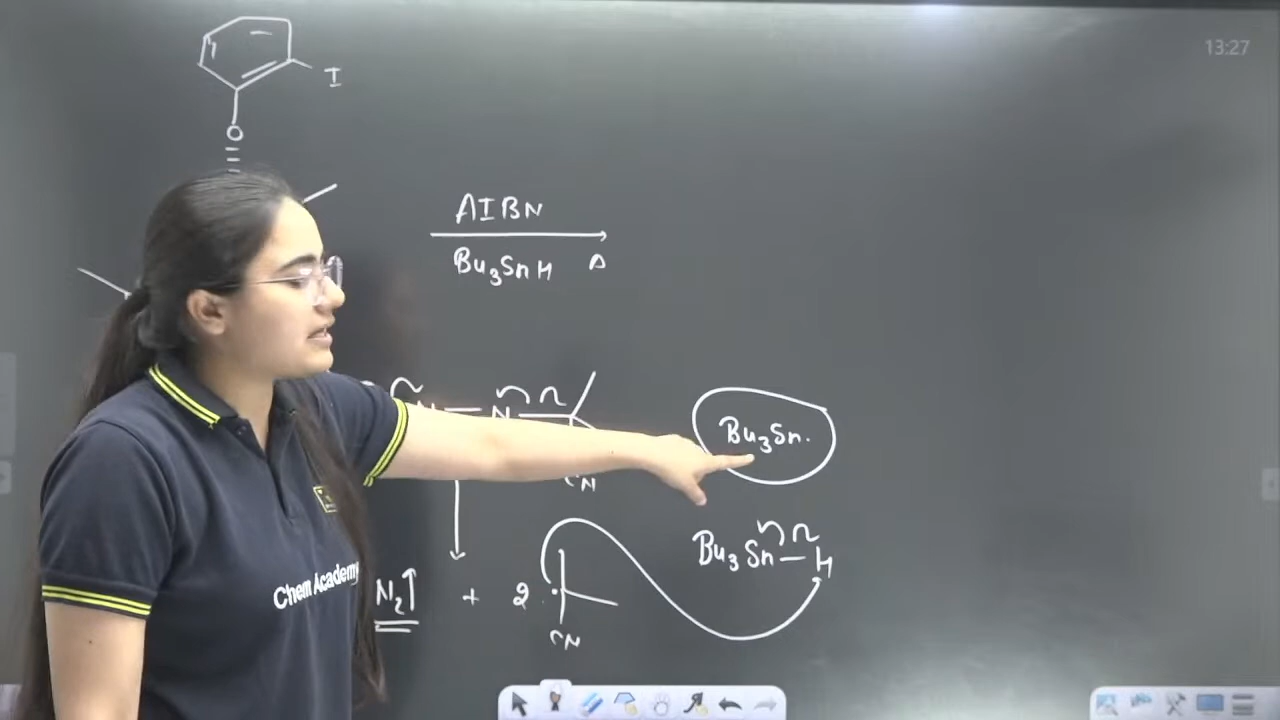 13:27
I
O
AIBN
Bu₃SnH Δ
N — N
CN
Bu₃Sn·
Bu₃Sn — H
N₂↑ + 2 ·
CN
Chem Academy